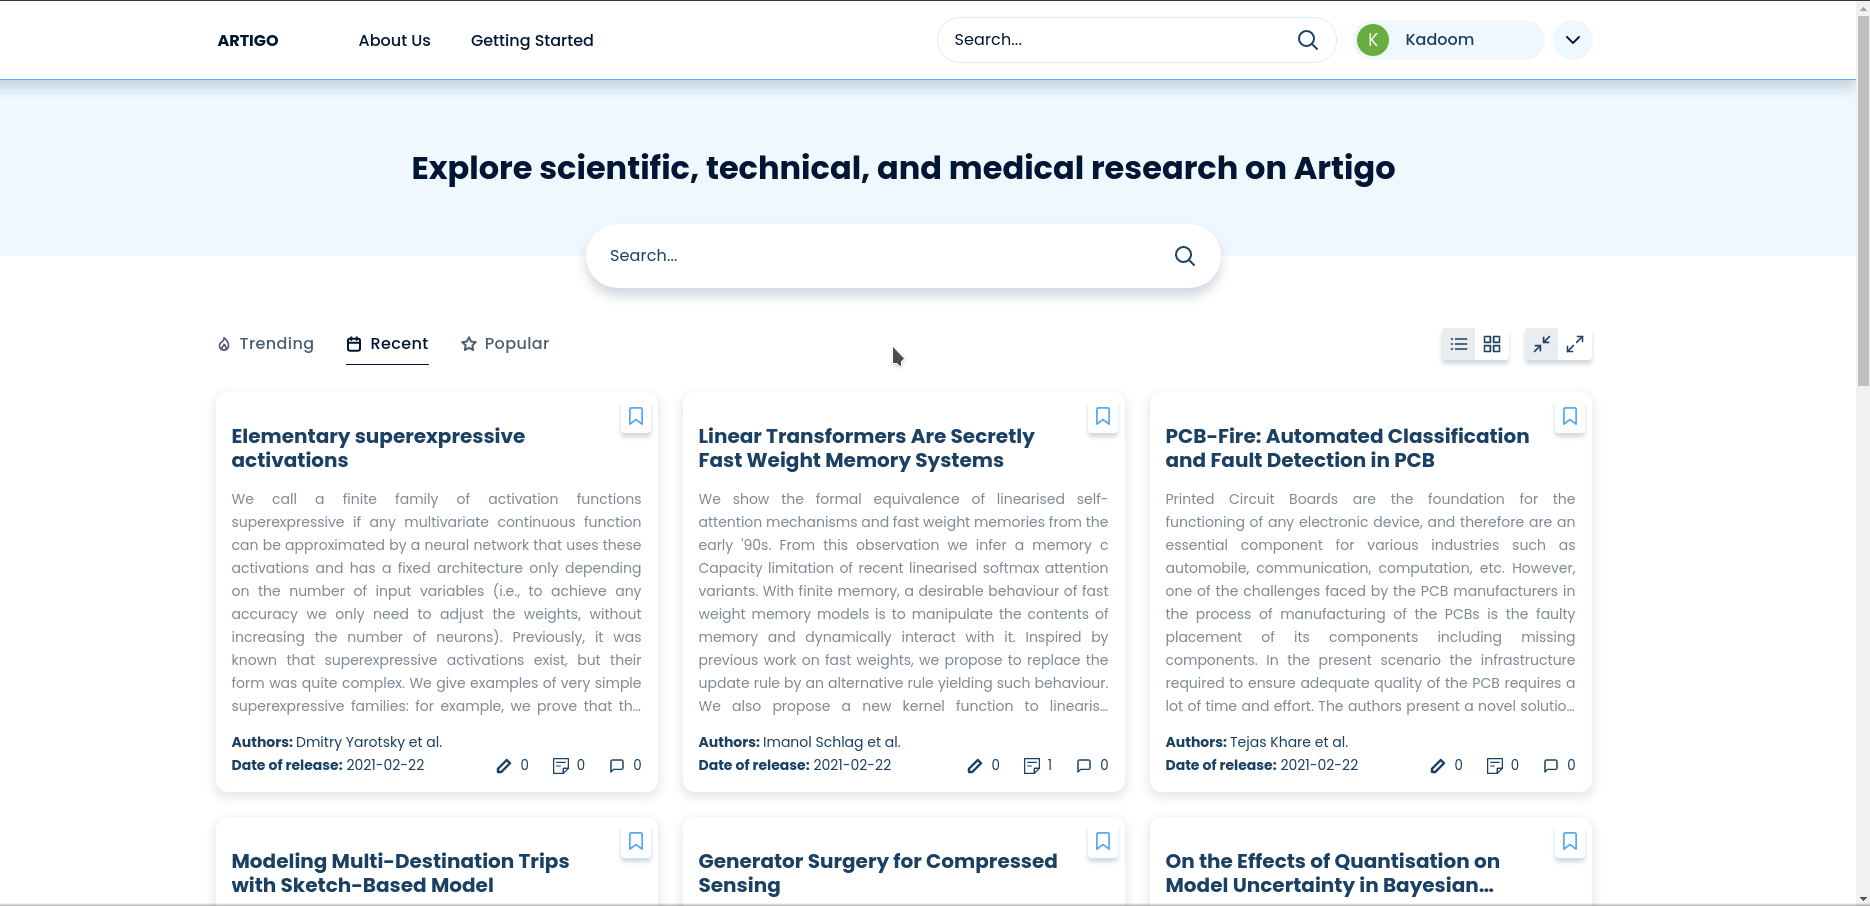 ARTIGO About Us Getting Started Search... K Kadoom
Explore scientific, technical, and medical research on Artigo
Search...
Trending Recent Popular
Elementary superexpressive
activations
We call a finite family of activation functions
superexpressive if any multivariate continuous function
can be approximated by a neural network that uses these
activations and has a fixed architecture only depending
on the number of input variables (i.e., to achieve any
accuracy we only need to adjust the weights, without
increasing the number of neurons). Previously, it was
known that superexpressive activations exist, but their
form was quite complex. We give examples of very simple
superexpressive families: for example, we prove that th...
Authors: Dmitry Yarotsky et al.
Date of release: 2021-02-22 0 0 0
Linear Transformers Are Secretly
Fast Weight Memory Systems
We show the formal equivalence of linearised self-
attention mechanisms and fast weight memories from the
early '90s. From this observation we infer a memory c
Capacity limitation of recent linearised softmax attention
variants. With finite memory, a desirable behaviour of fast
weight memory models is to manipulate the contents of
memory and dynamically interact with it. Inspired by
previous work on fast weights, we propose to replace the
update rule by an alternative rule yielding such behaviour.
We also propose a new kernel function to linearis...
Authors: Imanol Schlag et al.
Date of release: 2021-02-22 0 1 0
PCB-Fire: Automated Classification
and Fault Detection in PCB
Printed Circuit Boards are the foundation for the
functioning of any electronic device, and therefore are an
essential component for various industries such as
automobile, communication, computation, etc. However,
one of the challenges faced by the PCB manufacturers in
the process of manufacturing of the PCBs is the faulty
placement of its components including missing
components. In the present scenario the infrastructure
required to ensure adequate quality of the PCB requires a
lot of time and effort. The authors present a novel solutio...
Authors: Tejas Khare et al.
Date of release: 2021-02-22 0 0 0
Modeling Multi-Destination Trips
with Sketch-Based Model
Generator Surgery for Compressed
Sensing
On the Effects of Quantisation on
Model Uncertainty in Bayesian...